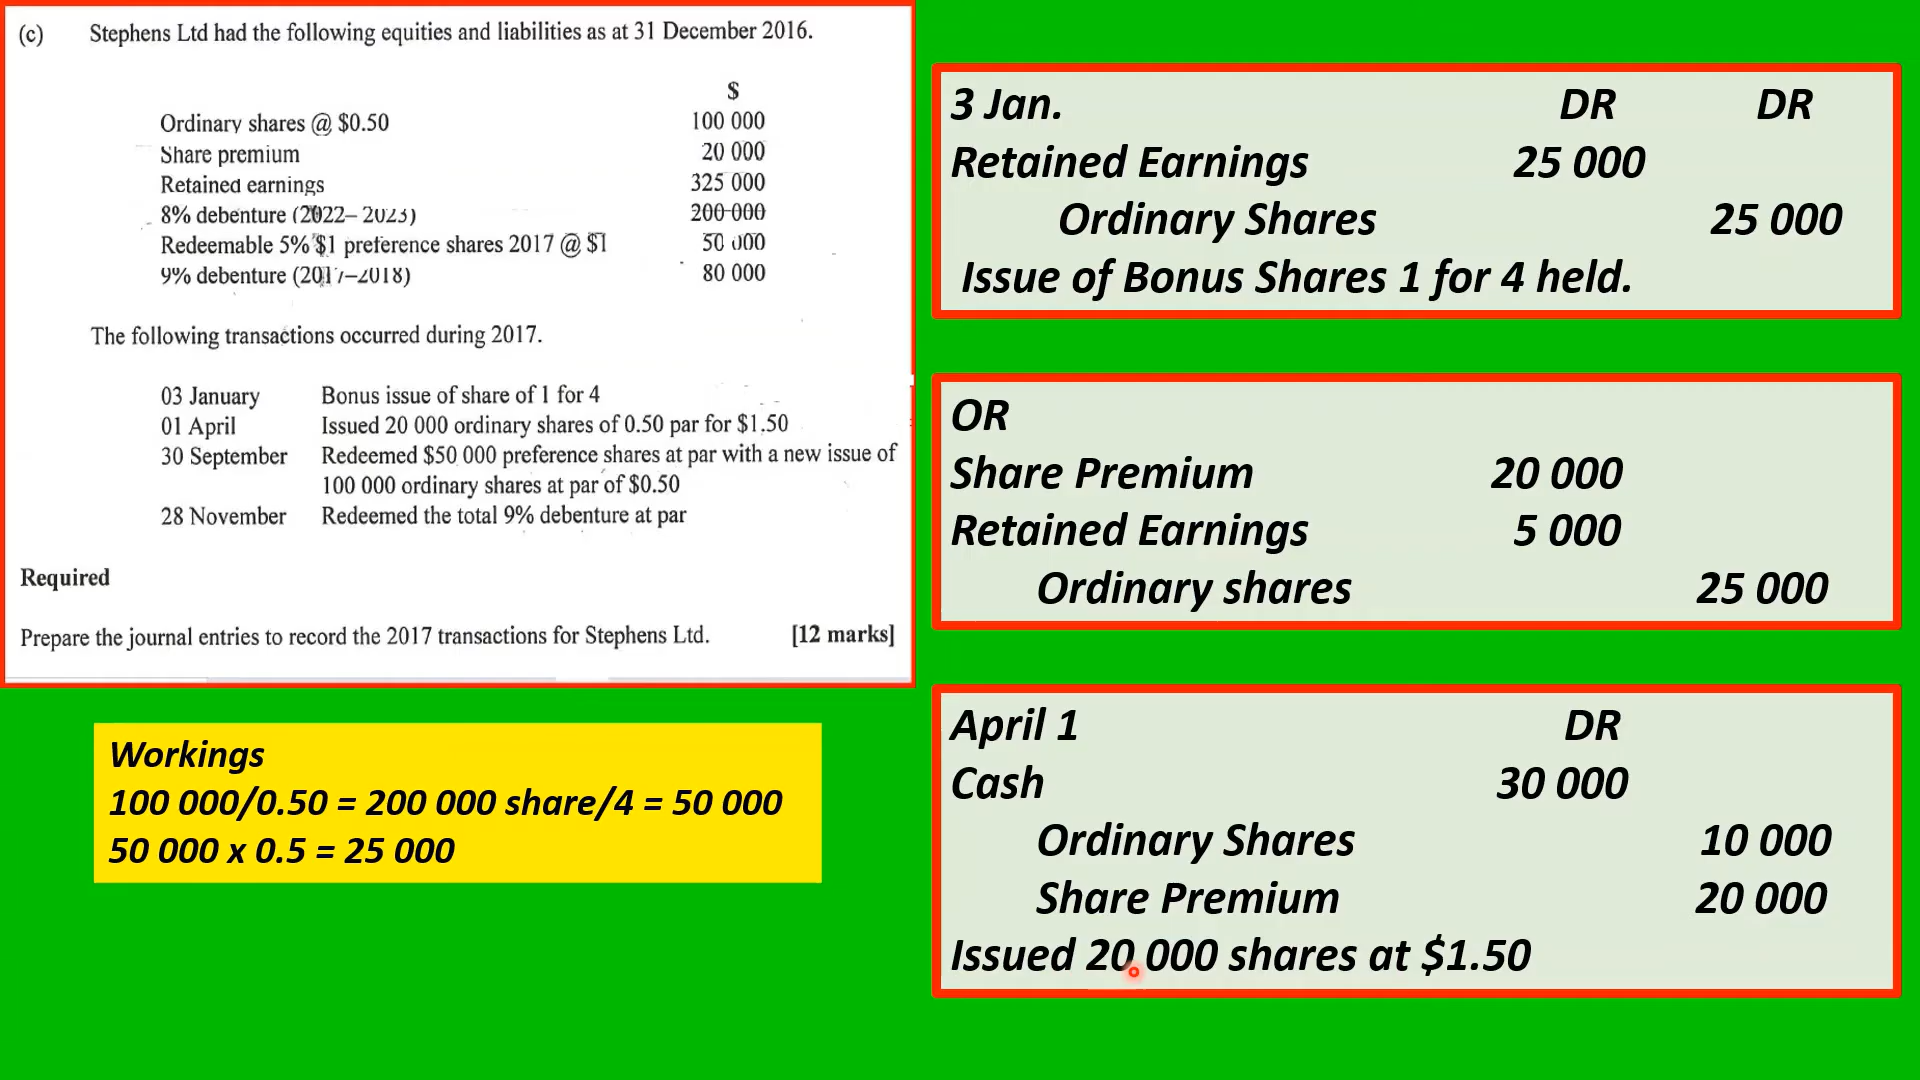 (c) Stephens Ltd had the following equities and liabilities as at 31 December 2016.
$
Ordinary shares @ $0.50 100 000
Share premium 20 000
Retained earnings 325 000
8% debenture (2022–2023) 200 000
Redeemable 5% $1 preference shares 2017 @ $1 50 000
9% debenture (2017–2018) 80 000
The following transactions occurred during 2017.
03 January Bonus issue of share of 1 for 4
01 April Issued 20 000 ordinary shares of 0.50 par for $1.50
30 September Redeemed $50 000 preference shares at par with a new issue of
100 000 ordinary shares at par of $0.50
28 November Redeemed the total 9% debenture at par
Required
Prepare the journal entries to record the 2017 transactions for Stephens Ltd. [12 marks]
Workings
100 000/0.50 = 200 000 share/4 = 50 000
50 000 x 0.5 = 25 000
3 Jan. DR DR
Retained Earnings 25 000
Ordinary Shares 25 000
Issue of Bonus Shares 1 for 4 held.
OR
Share Premium 20 000
Retained Earnings 5 000
Ordinary shares 25 000
April 1 DR
Cash 30 000
Ordinary Shares 10 000
Share Premium 20 000
Issued 20 000 shares at $1.50